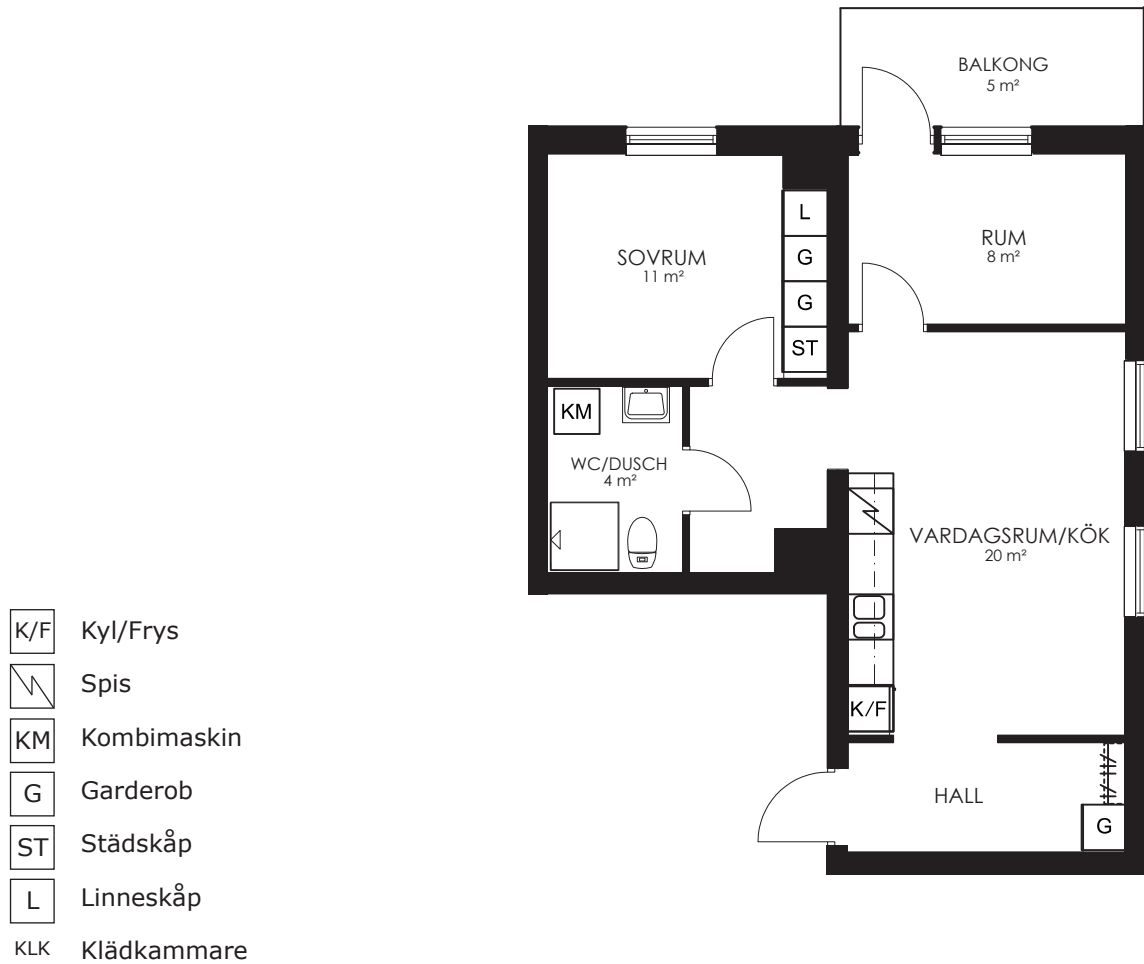 BALKONG
5 m²
RUM
8 m²
SOVRUM
11 m²
L
G
G
ST
KM
WC/DUSCH
4 m²
VARDAGSRUM/KÖK
20 m²
K/F
HALL
G
K/F Kyl/Frys
Spis
KM Kombimaskin
G Garderob
ST Städskåp
L Linneskåp
KLK Klädkammare